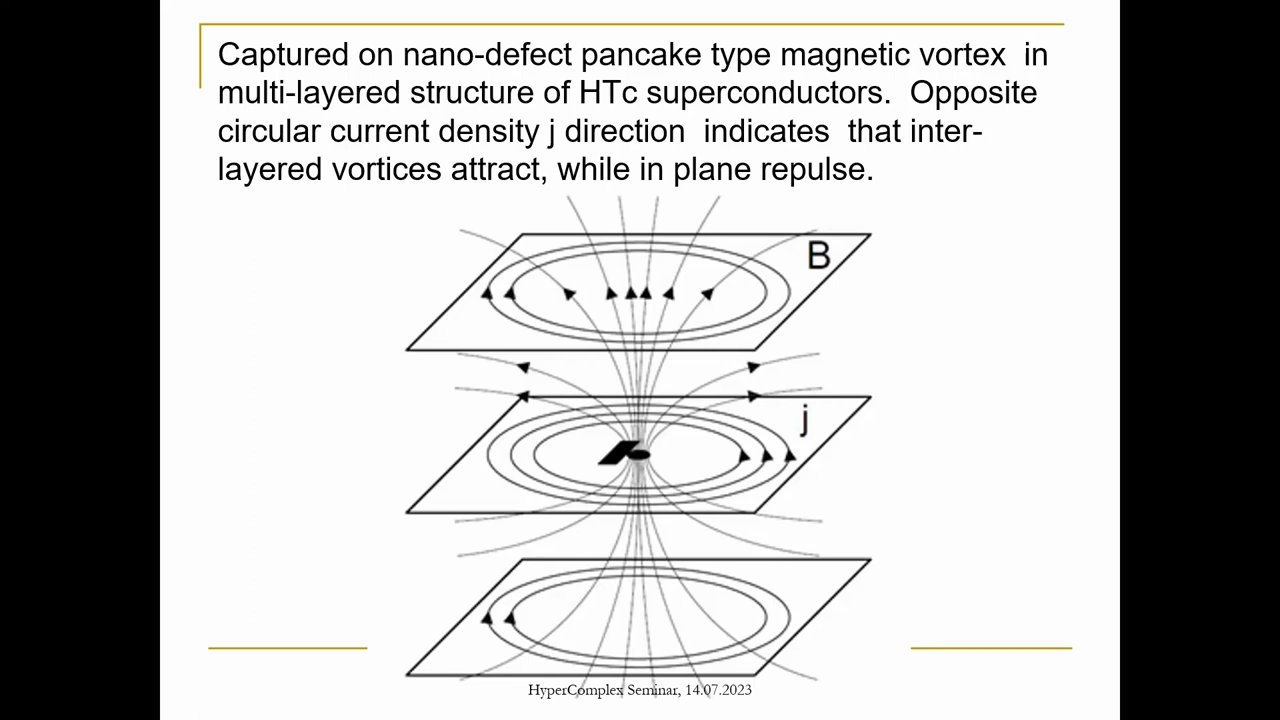 Captured on nano-defect pancake type magnetic vortex in
multi-layered structure of HTc superconductors. Opposite
circular current density j direction indicates that inter-
layered vortices attract, while in plane repulse.
B
j
HyperComplex Seminar, 14.07.2023